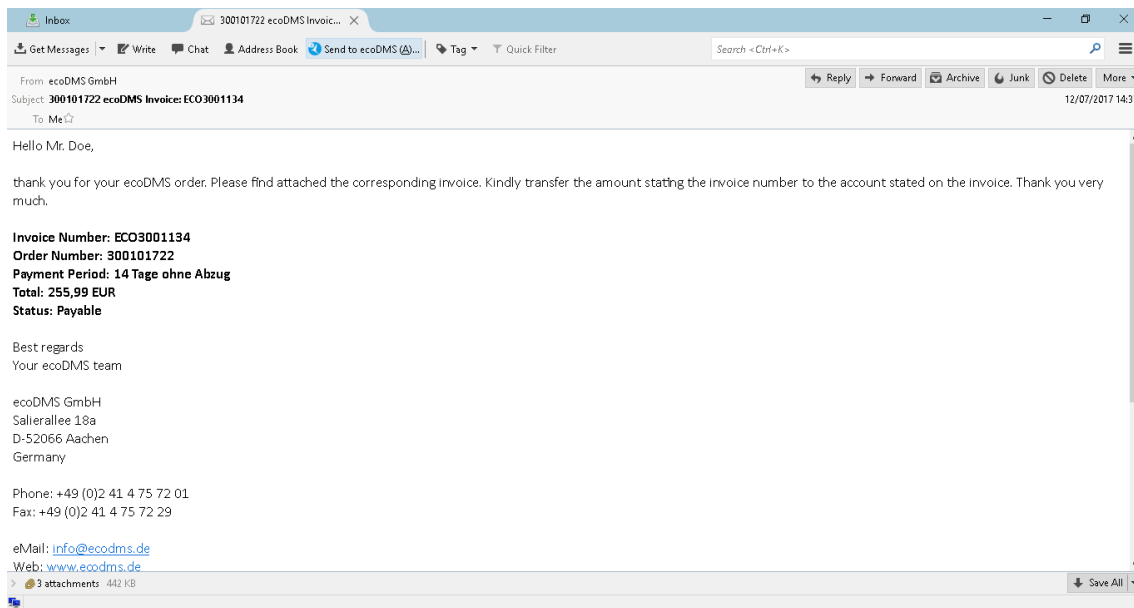 Inbox
300101722 ecoDMS Invoic...
Get Messages Write Chat Address Book Send to ecoDMS (A)... Tag Quick Filter Search <Ctrl+K>
From ecoDMS GmbH Reply Forward Archive Junk Delete More
Subject 300101722 ecoDMS Invoice: ECO3001134 12/07/2017 14:3
To Me
Hello Mr. Doe,
thank you for your ecoDMS order. Please find attached the corresponding invoice. Kindly transfer the amount stating the invoice number to the account stated on the invoice. Thank you very
much.
Invoice Number: ECO3001134
Order Number: 300101722
Payment Period: 14 Tage ohne Abzug
Total: 255,99 EUR
Status: Payable
Best regards
Your ecoDMS team
ecoDMS GmbH
Salierallee 18a
D-52066 Aachen
Germany
Phone: +49 (0)2 41 4 75 72 01
Fax: +49 (0)2 41 4 75 72 29
eMail: info@ecodms.de
Web: www.ecodms.de
3 attachments 442 KB Save All